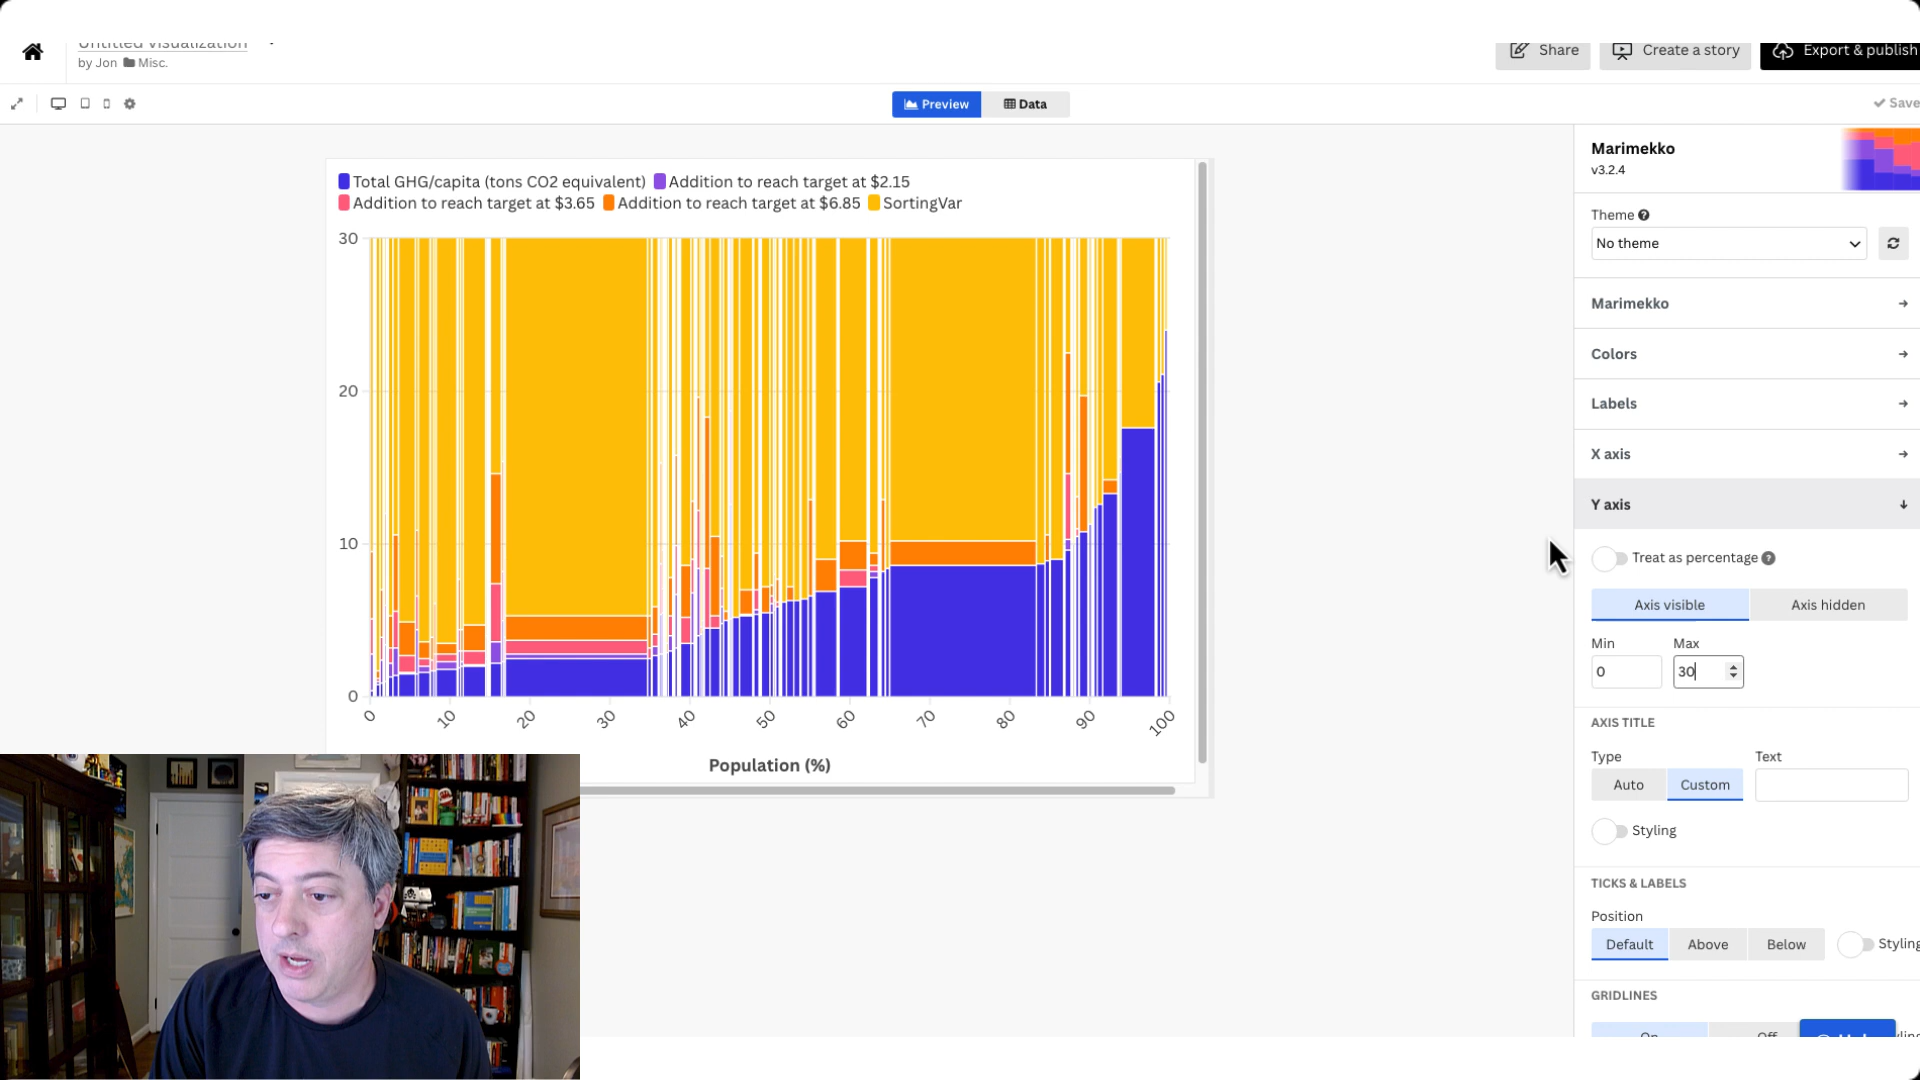 Untitled Visualization
by Jon Misc.
Share
Create a story
Export & publish
Preview
Data
Save
Total GHG/capita (tons CO2 equivalent) Addition to reach target at $2.15
Addition to reach target at $3.65 Addition to reach target at $6.85 SortingVar
30
20
10
0
0 10 20 30 40 50 60 70 80 90 100
Population (%)
Marimekko
v3.2.4
Theme
No theme
Marimekko
Colors
Labels
X axis
Y axis
Treat as percentage
Axis visible Axis hidden
Min Max
0 30
AXIS TITLE
Type Text
Auto Custom
Styling
TICKS & LABELS
Position
Default Above Below Styling
GRIDLINES
On Off